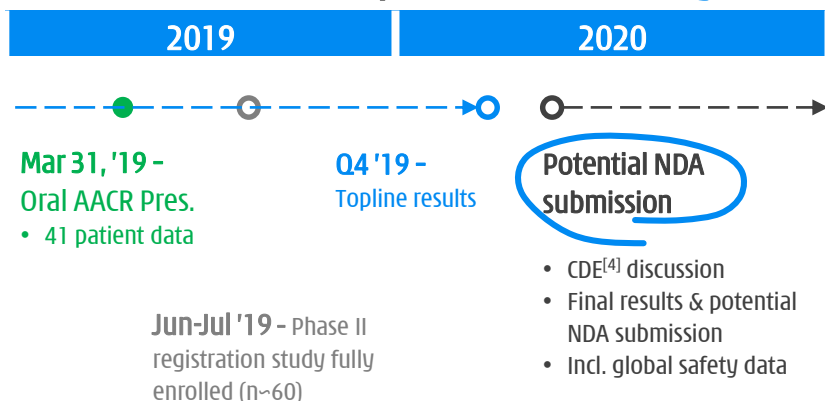 2019
2020
Mar 31, '19 –
Oral AACR Pres.
• 41 patient data
Jun-Jul '19 – Phase II
registration study fully
enrolled (n~60)
Q4 '19 –
Topline results
Potential NDA
submission
• CDE[4] discussion
• Final results & potential
NDA submission
• Incl. global safety data